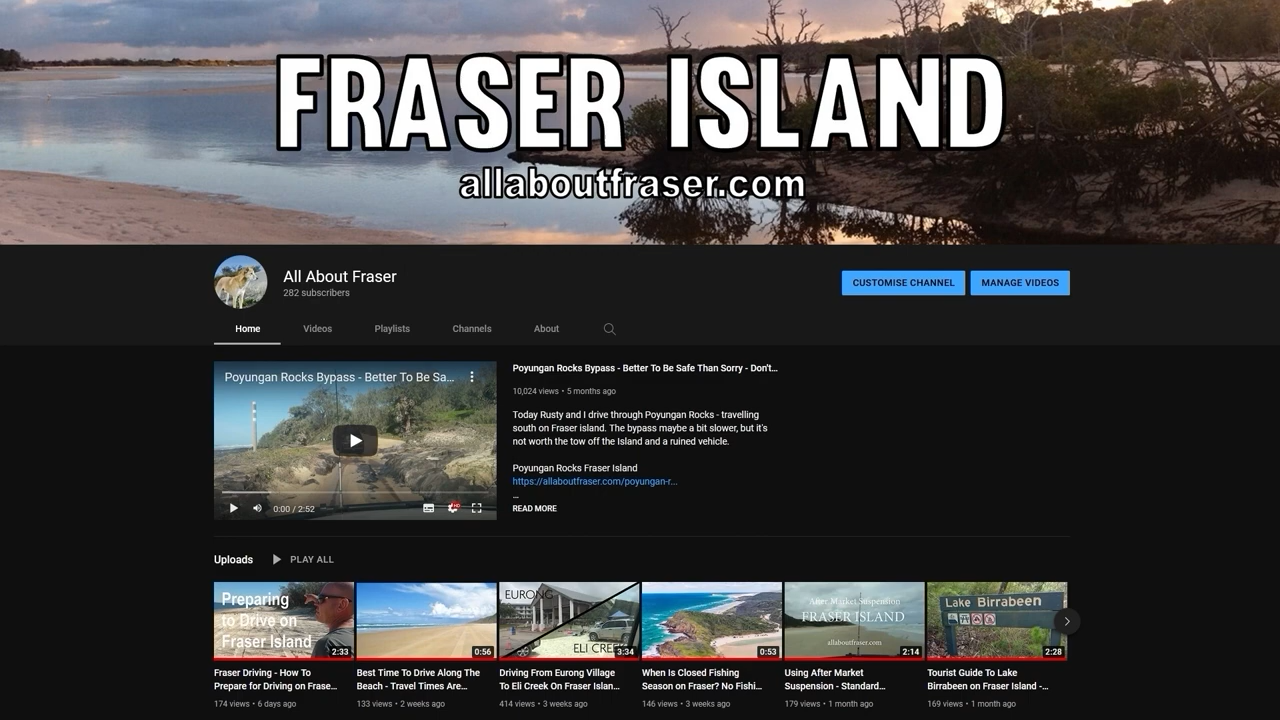 FRASER ISLAND
allaboutfraser.com
All About Fraser
282 subscribers
CUSTOMISE CHANNEL
MANAGE VIDEOS
Home
Videos
Playlists
Channels
About
Poyungan Rocks Bypass - Better To Be Sa...
0:00 / 2:52
Poyungan Rocks Bypass - Better To Be Safe Than Sorry - Don't...
10,024 views • 5 months ago
Today Rusty and I drive through Poyungan Rocks - travelling
south on Fraser island. The bypass maybe a bit slower, but it's
not worth the tow off the Island and a ruined vehicle.
Poyungan Rocks Fraser Island
https://allaboutfraser.com/poyungan-r...
...
READ MORE
Uploads
PLAY ALL
Preparing
to Drive on
Fraser Island
2:33
Fraser Driving - How To
Prepare for Driving on Frase...
174 views • 6 days ago
0:56
Best Time To Drive Along The
Beach - Travel Times Are...
133 views • 2 weeks ago
EURONG
ELI CREEK
3:34
Driving From Eurong Village
To Eli Creek On Fraser Islan...
414 views • 3 weeks ago
0:53
When Is Closed Fishing
Season on Fraser? No Fishi...
146 views • 3 weeks ago
After Market Suspension
FRASER ISLAND
allaboutfraser.com
2:14
Using After Market
Suspension - Standard...
179 views • 1 month ago
Lake Birrabeen
2:28
Tourist Guide To Lake
Birrabeen on Fraser Island -...
169 views • 1 month ago